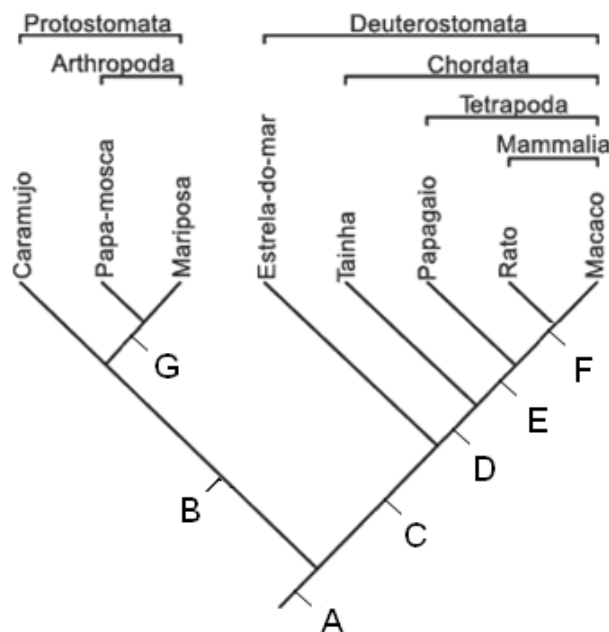 Protostomata
Deuterostomata
Arthropoda
Chordata
Tetrapoda
Mammalia
Caramujo
Papa-mosca
Mariposa
Estrela-do-mar
Tainha
Papagaio
Rato
Macaco
G
F
E
D
B
C
A